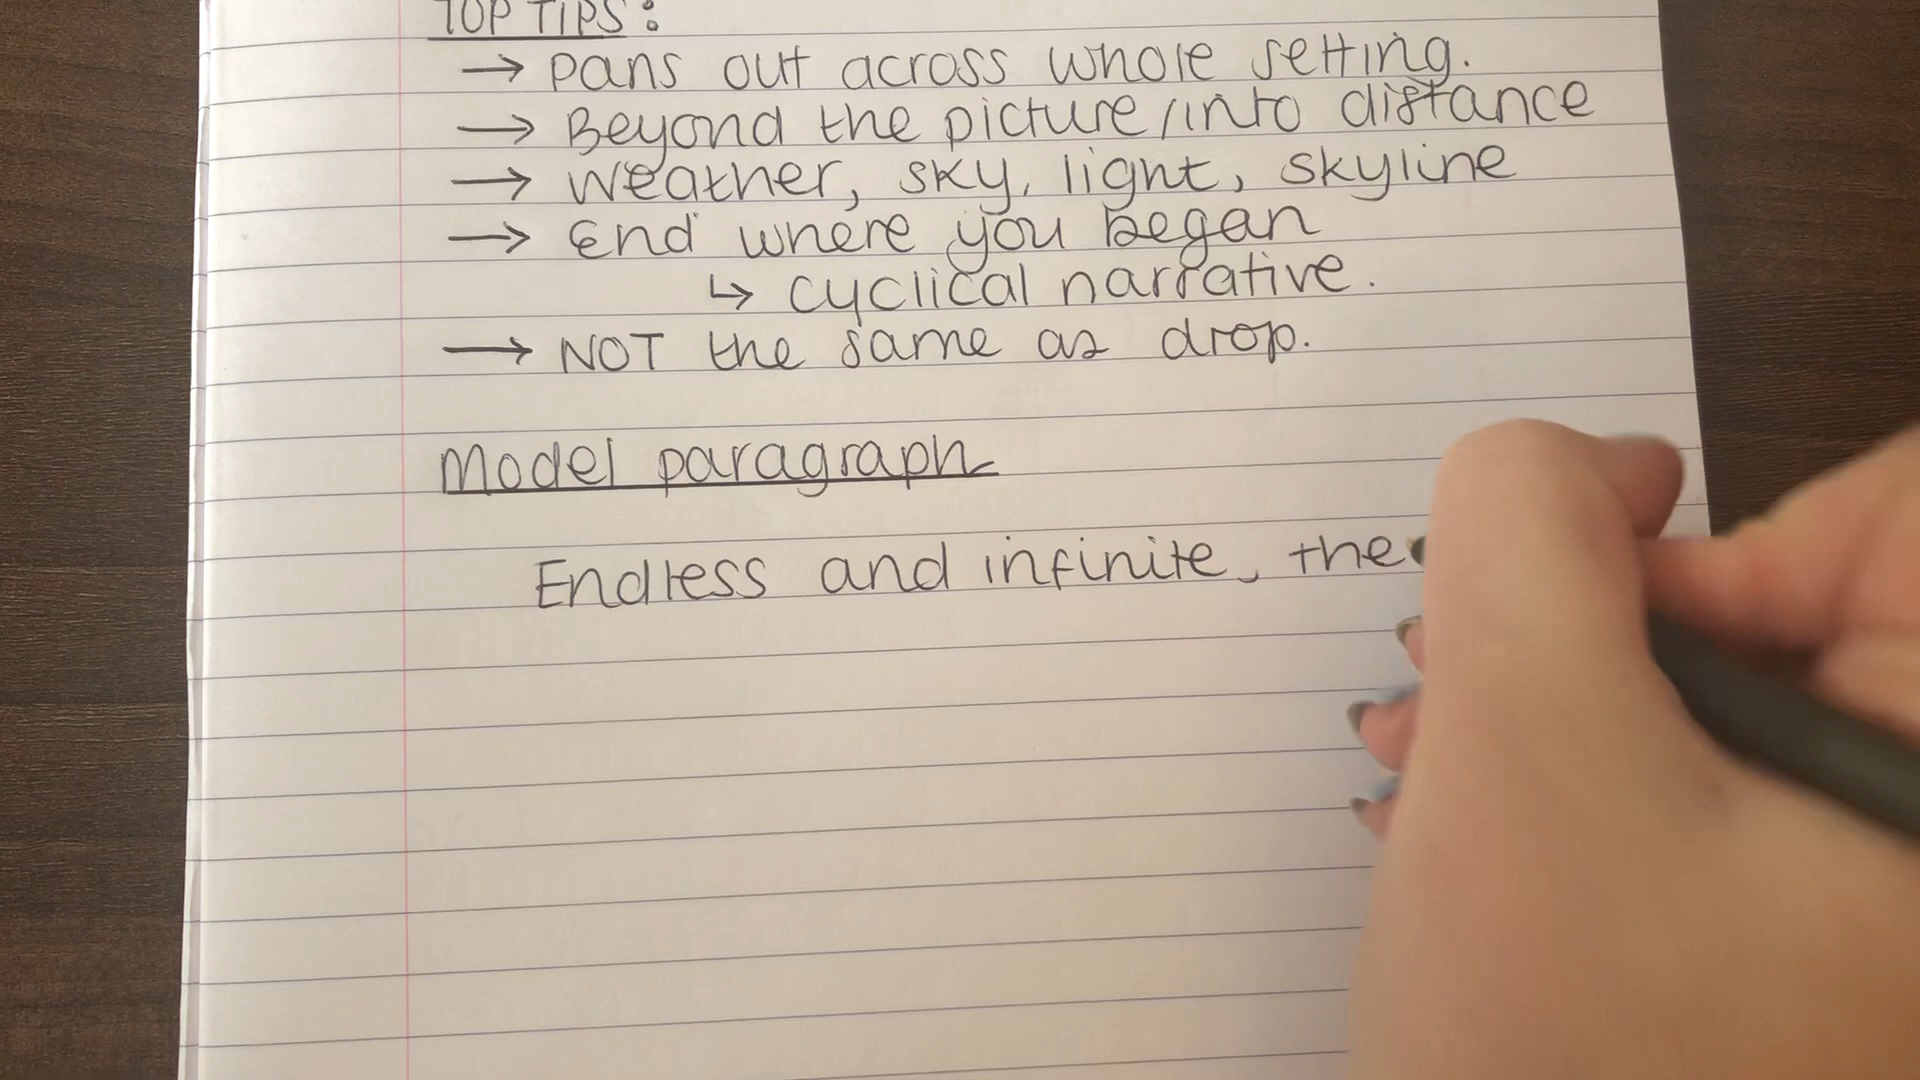 TOP TIPS:
→ pans out across whole setting.
→ Beyond the picture/into distance
→ weather, sky, light, skyline
→ End where you began
↳ cyclical narrative.
→ NOT the same as drop.
Model paragraph
Endless and infinite, the